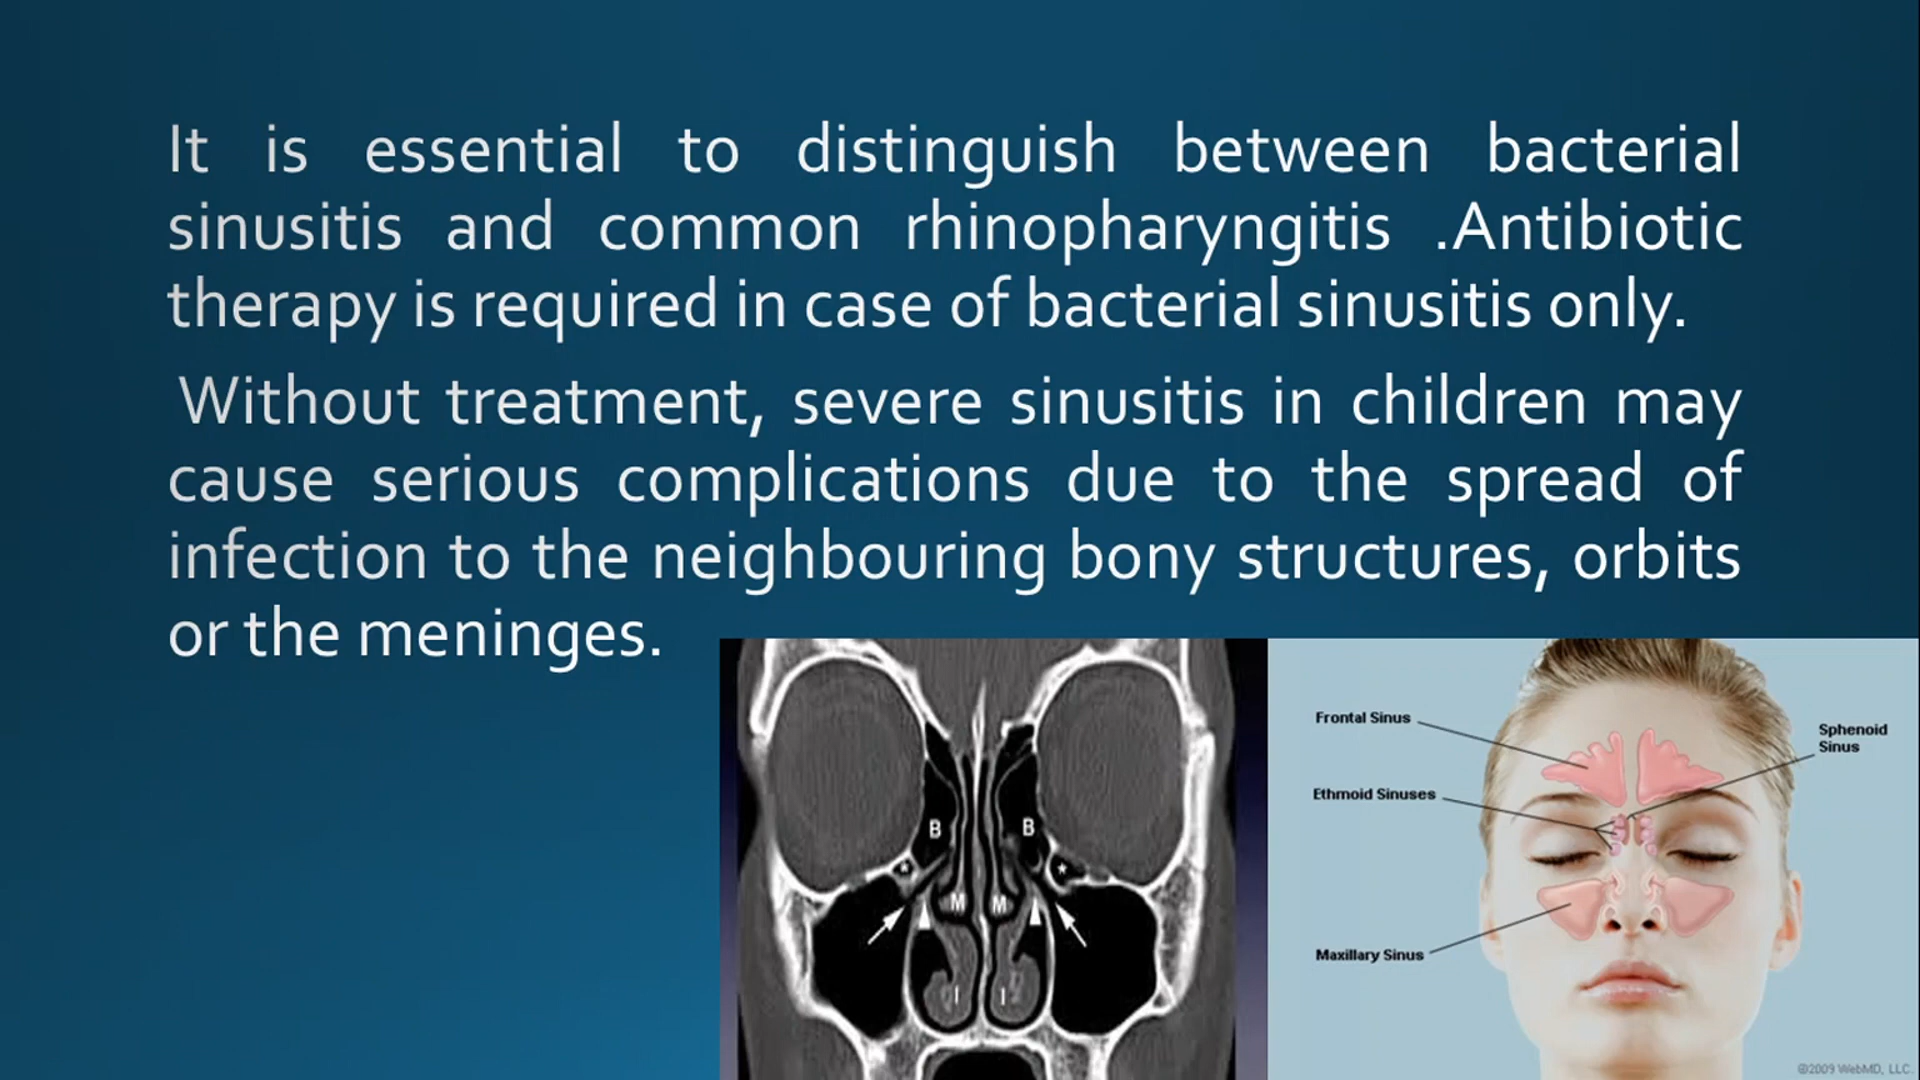 It is essential to distinguish between bacterial
sinusitis and common rhinopharyngitis .Antibiotic
therapy is required in case of bacterial sinusitis only.
Without treatment, severe sinusitis in children may
cause serious complications due to the spread of
infection to the neighbouring bony structures, orbits
or the meninges.
B B
* *
M M
I I
Frontal Sinus
Sphenoid
Sinus
Ethmoid Sinuses
Maxillary Sinus
©2009 WebMD, LLC.